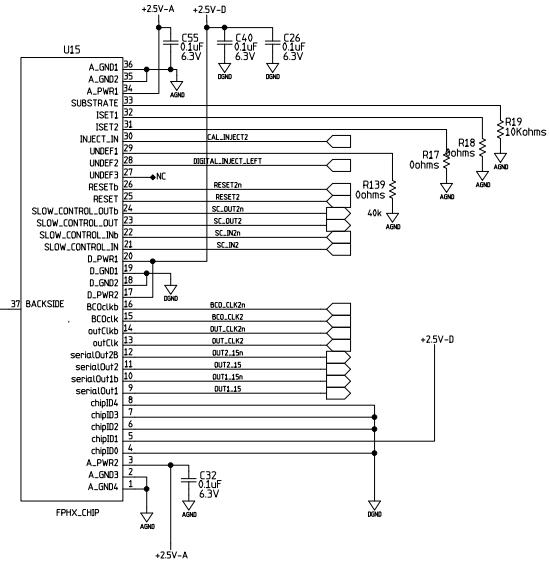 +2.5V-A
+2.5V-D
U15
C55
0.1uF
6.3V
C40
0.1uF
6.3V
C26
0.1uF
6.3V
A_GND1 36
A_GND2 35
A_PWR1 34
AGND
DGND
DGND
SUBSTRATE 33
ISET1 32
ISET2 31
INJECT_IN 30 CAL_INJECT2
UNDEF1 29
UNDEF2 28 DIGITAL_INJECT_LEFT
UNDEF3 27 NC
RESETb 26 RESET2n
RESET 25 RESET2
SLOW_CONTROL_OUTb 24 SC_OUT2n
SLOW_CONTROL_OUT 23 SC_OUT2
SLOW_CONTROL_INb 22 SC_IN2n
SLOW_CONTROL_IN 21 SC_IN2
R19
10Kohms
AGND
R18
0ohms
AGND
R17
0ohms
AGND
R139
0ohms
40k
AGND
D_PWR1 20
D_GND1 19
D_GND2 18
D_PWR2 17
DGND
37 BACKSIDE
BCOclkb 16 BCO_CLK2n
BCOclk 15 BCO_CLK2
outClkb 14 OUT_CLK2n
outClk 13 OUT_CLK2
serialOut2B 12 OUT2_15n
serialOut2 11 OUT2_15
serialOut1b 10 OUT1_15n
serialOut1 9 OUT1_15
+2.5V-D
chipID4 8
chipID3 7
chipID2 6
chipID1 5
chipID0 4
A_PWR2 3
A_GND3 2
A_GND4 1
C32
0.1uF
6.3V
AGND
AGND
DGND
FPHX_CHIP
+2.5V-A